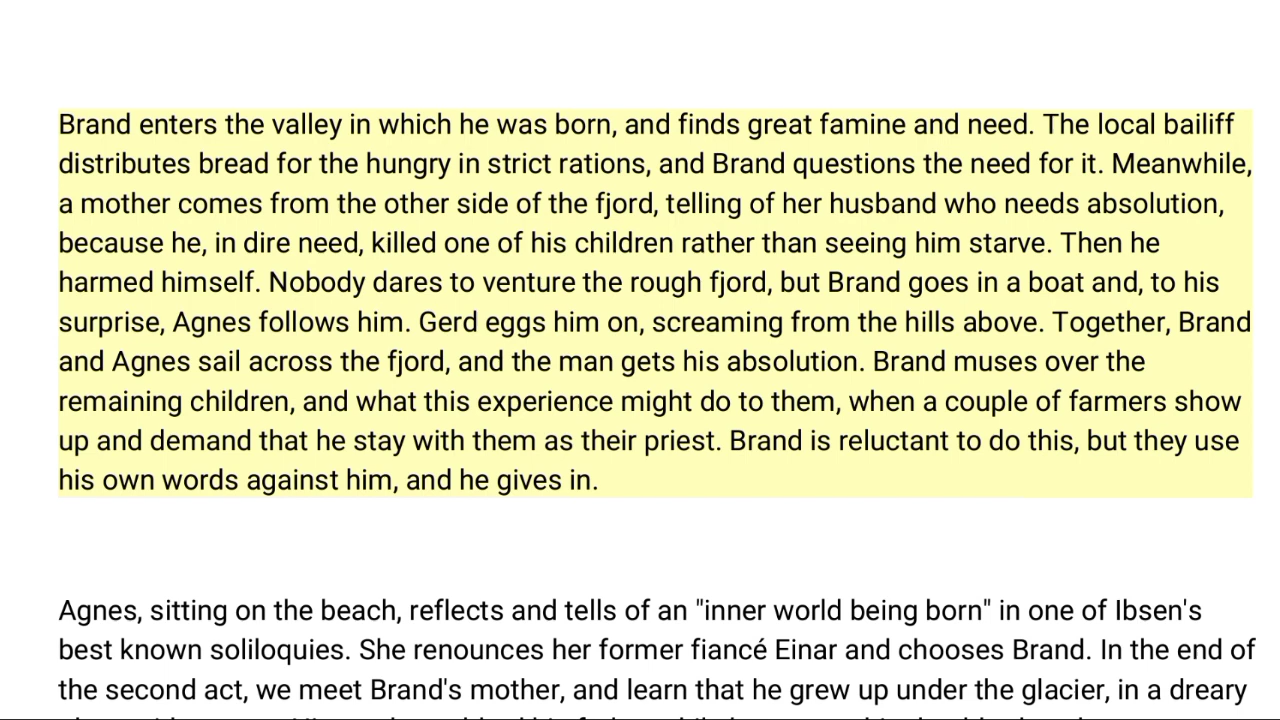 Brand enters the valley in which he was born, and finds great famine and need. The local bailiff
distributes bread for the hungry in strict rations, and Brand questions the need for it. Meanwhile,
a mother comes from the other side of the fjord, telling of her husband who needs absolution,
because he, in dire need, killed one of his children rather than seeing him starve. Then he
harmed himself. Nobody dares to venture the rough fjord, but Brand goes in a boat and, to his
surprise, Agnes follows him. Gerd eggs him on, screaming from the hills above. Together, Brand
and Agnes sail across the fjord, and the man gets his absolution. Brand muses over the
remaining children, and what this experience might do to them, when a couple of farmers show
up and demand that he stay with them as their priest. Brand is reluctant to do this, but they use
his own words against him, and he gives in.
Agnes, sitting on the beach, reflects and tells of an "inner world being born" in one of Ibsen's
best known soliloquies. She renounces her former fiancé Einar and chooses Brand. In the end of
the second act, we meet Brand's mother, and learn that he grew up under the glacier, in a dreary